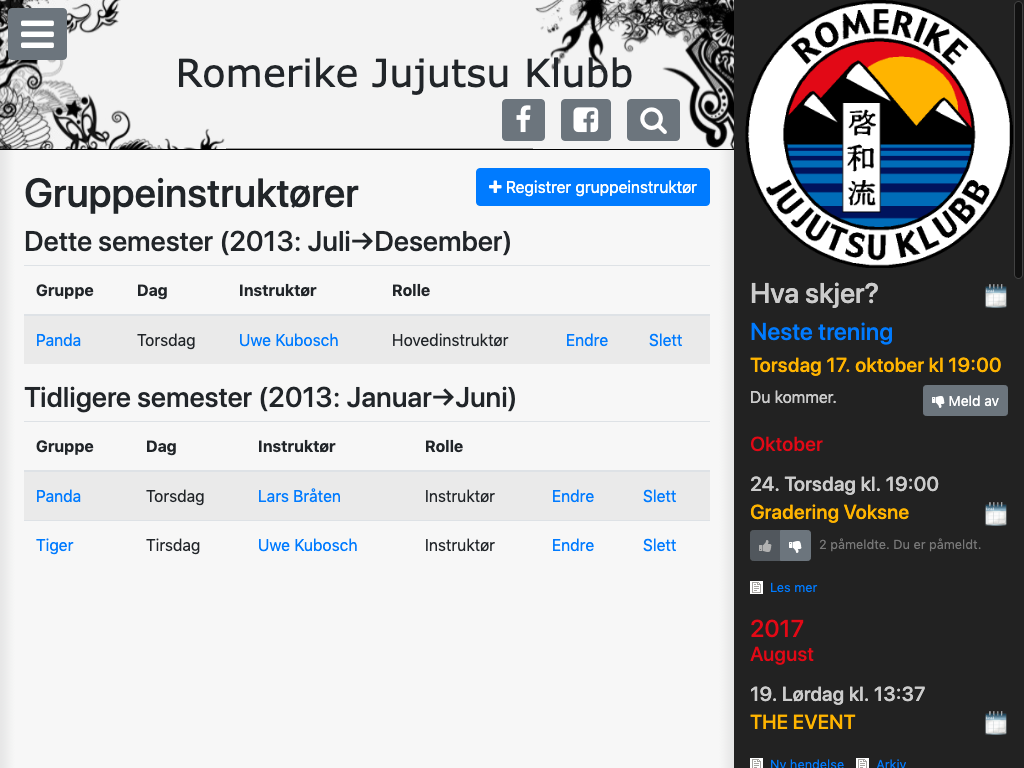 Romerike Jujutsu Klubb
Gruppeinstruktører
Registrer gruppeinstruktør
Dette semester (2013: Juli→Desember)
Gruppe Dag Instruktør Rolle
Panda Torsdag Uwe Kubosch Hovedinstruktør Endre Slett
Tidligere semester (2013: Januar→Juni)
Gruppe Dag Instruktør Rolle
Panda Torsdag Lars Bråten Instruktør Endre Slett
Tiger Tirsdag Uwe Kubosch Instruktør Endre Slett
ROMERIKE
啓和流
JUJUTSU KLUBB
Hva skjer?
Neste trening
Torsdag 17. oktober kl 19:00
Du kommer.
Meld av
Oktober
24. Torsdag kl. 19:00
Gradering Voksne
2 påmeldte. Du er påmeldt.
Les mer
2017
August
19. Lørdag kl. 13:37
THE EVENT
Ny hendelse Arkiv